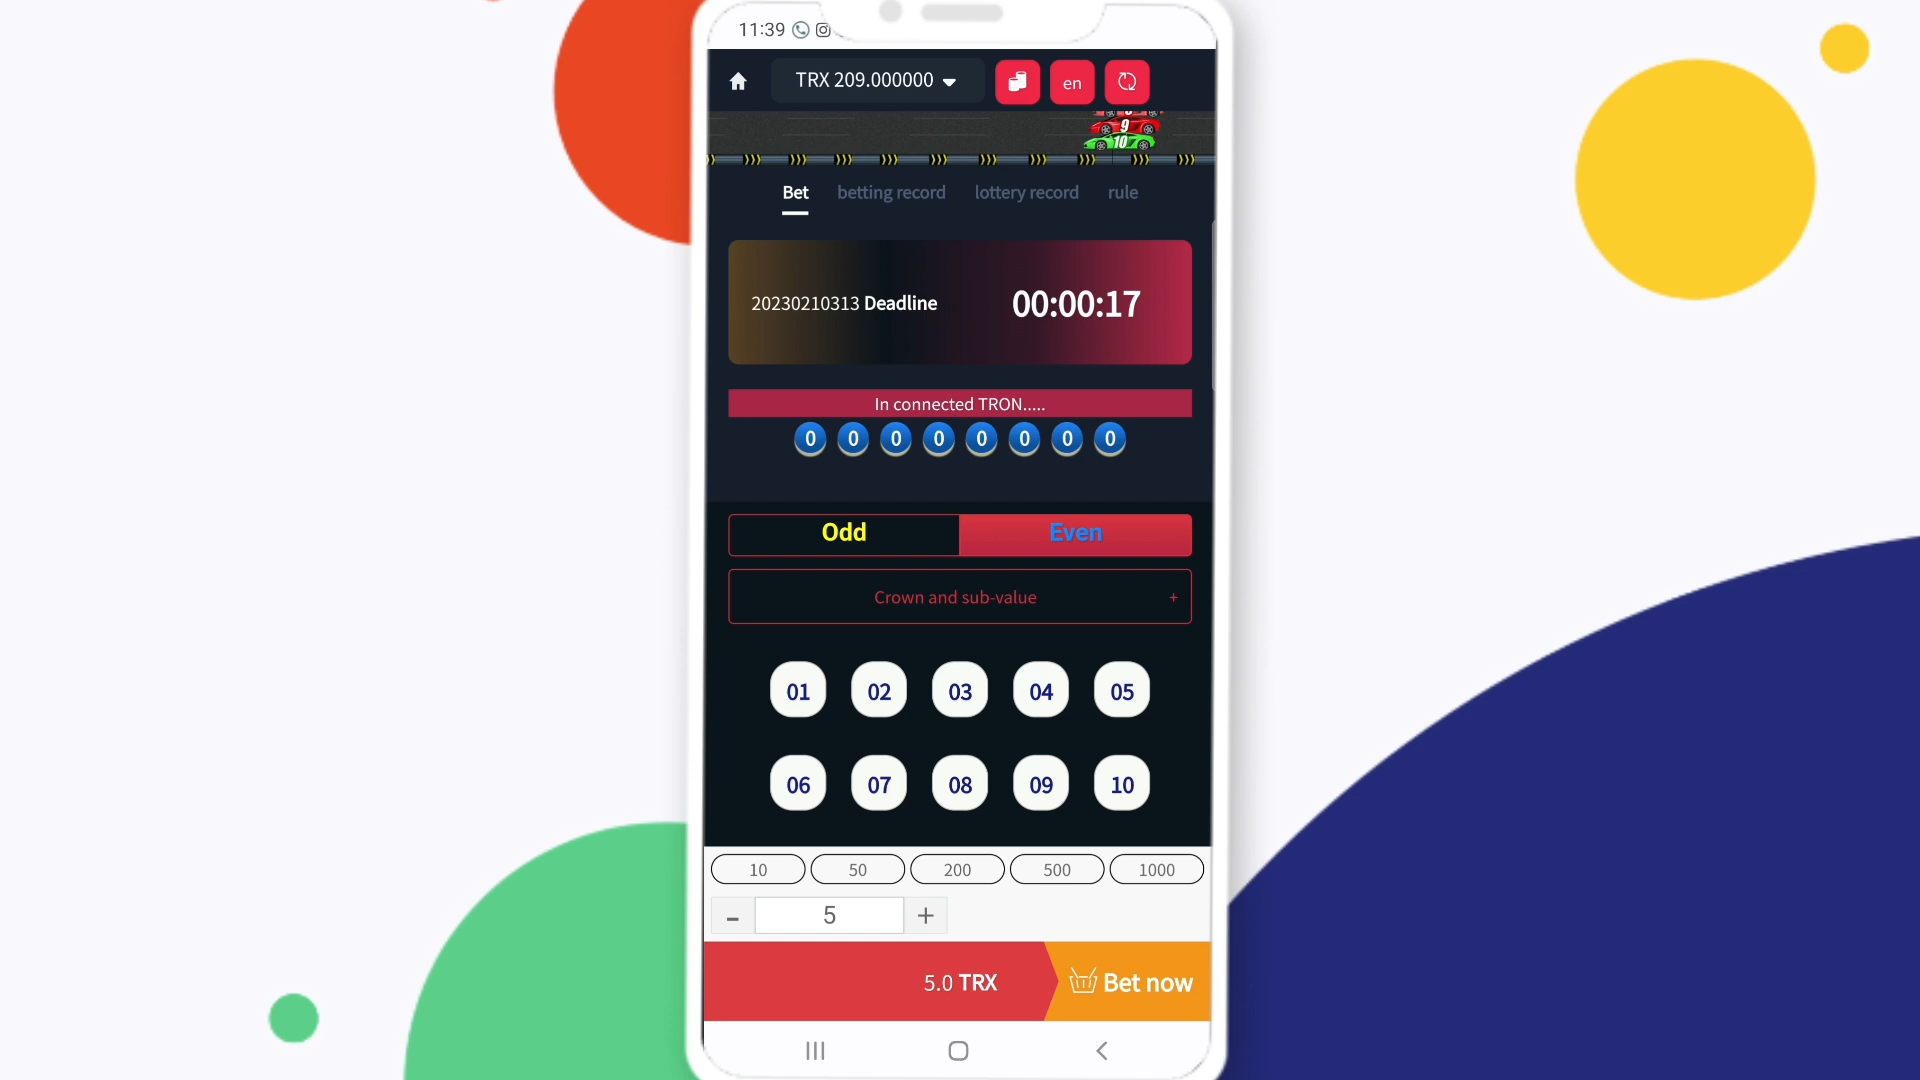 11:39
TRX 209.000000
en
9
10
Bet betting record lottery record rule
20230210313 Deadline 00:00:17
In connected TRON.....
0 0 0 0 0 0 0 0
Odd Even
Crown and sub-value +
01 02 03 04 05
06 07 08 09 10
10 50 200 500 1000
- 5 +
5.0 TRX Bet now